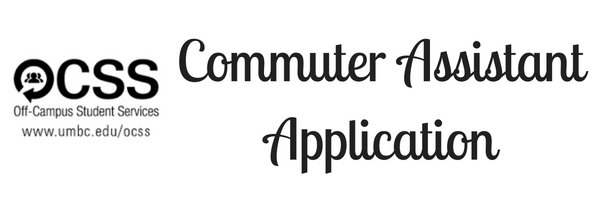 OCSS
Off-Campus Student Services
www.umbc.edu/ocss
Commuter Assistant
Application